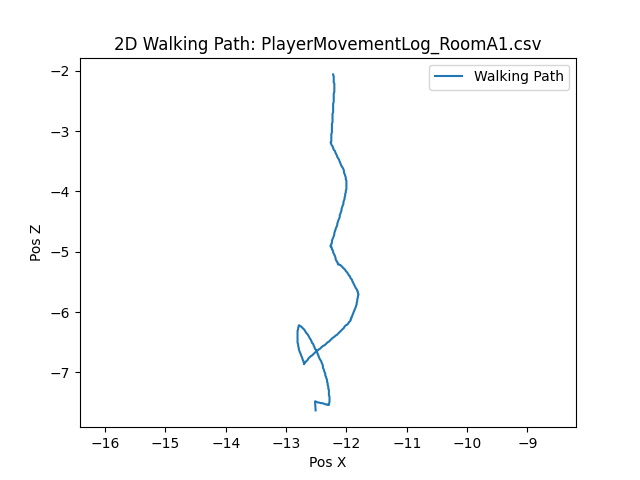 2D Walking Path: PlayerMovementLog_RoomA1.csv
Walking Path
−2
−3
−4
−5
−6
−7
Pos Z
−16 −15 −14 −13 −12 −11 −10 −9
Pos X